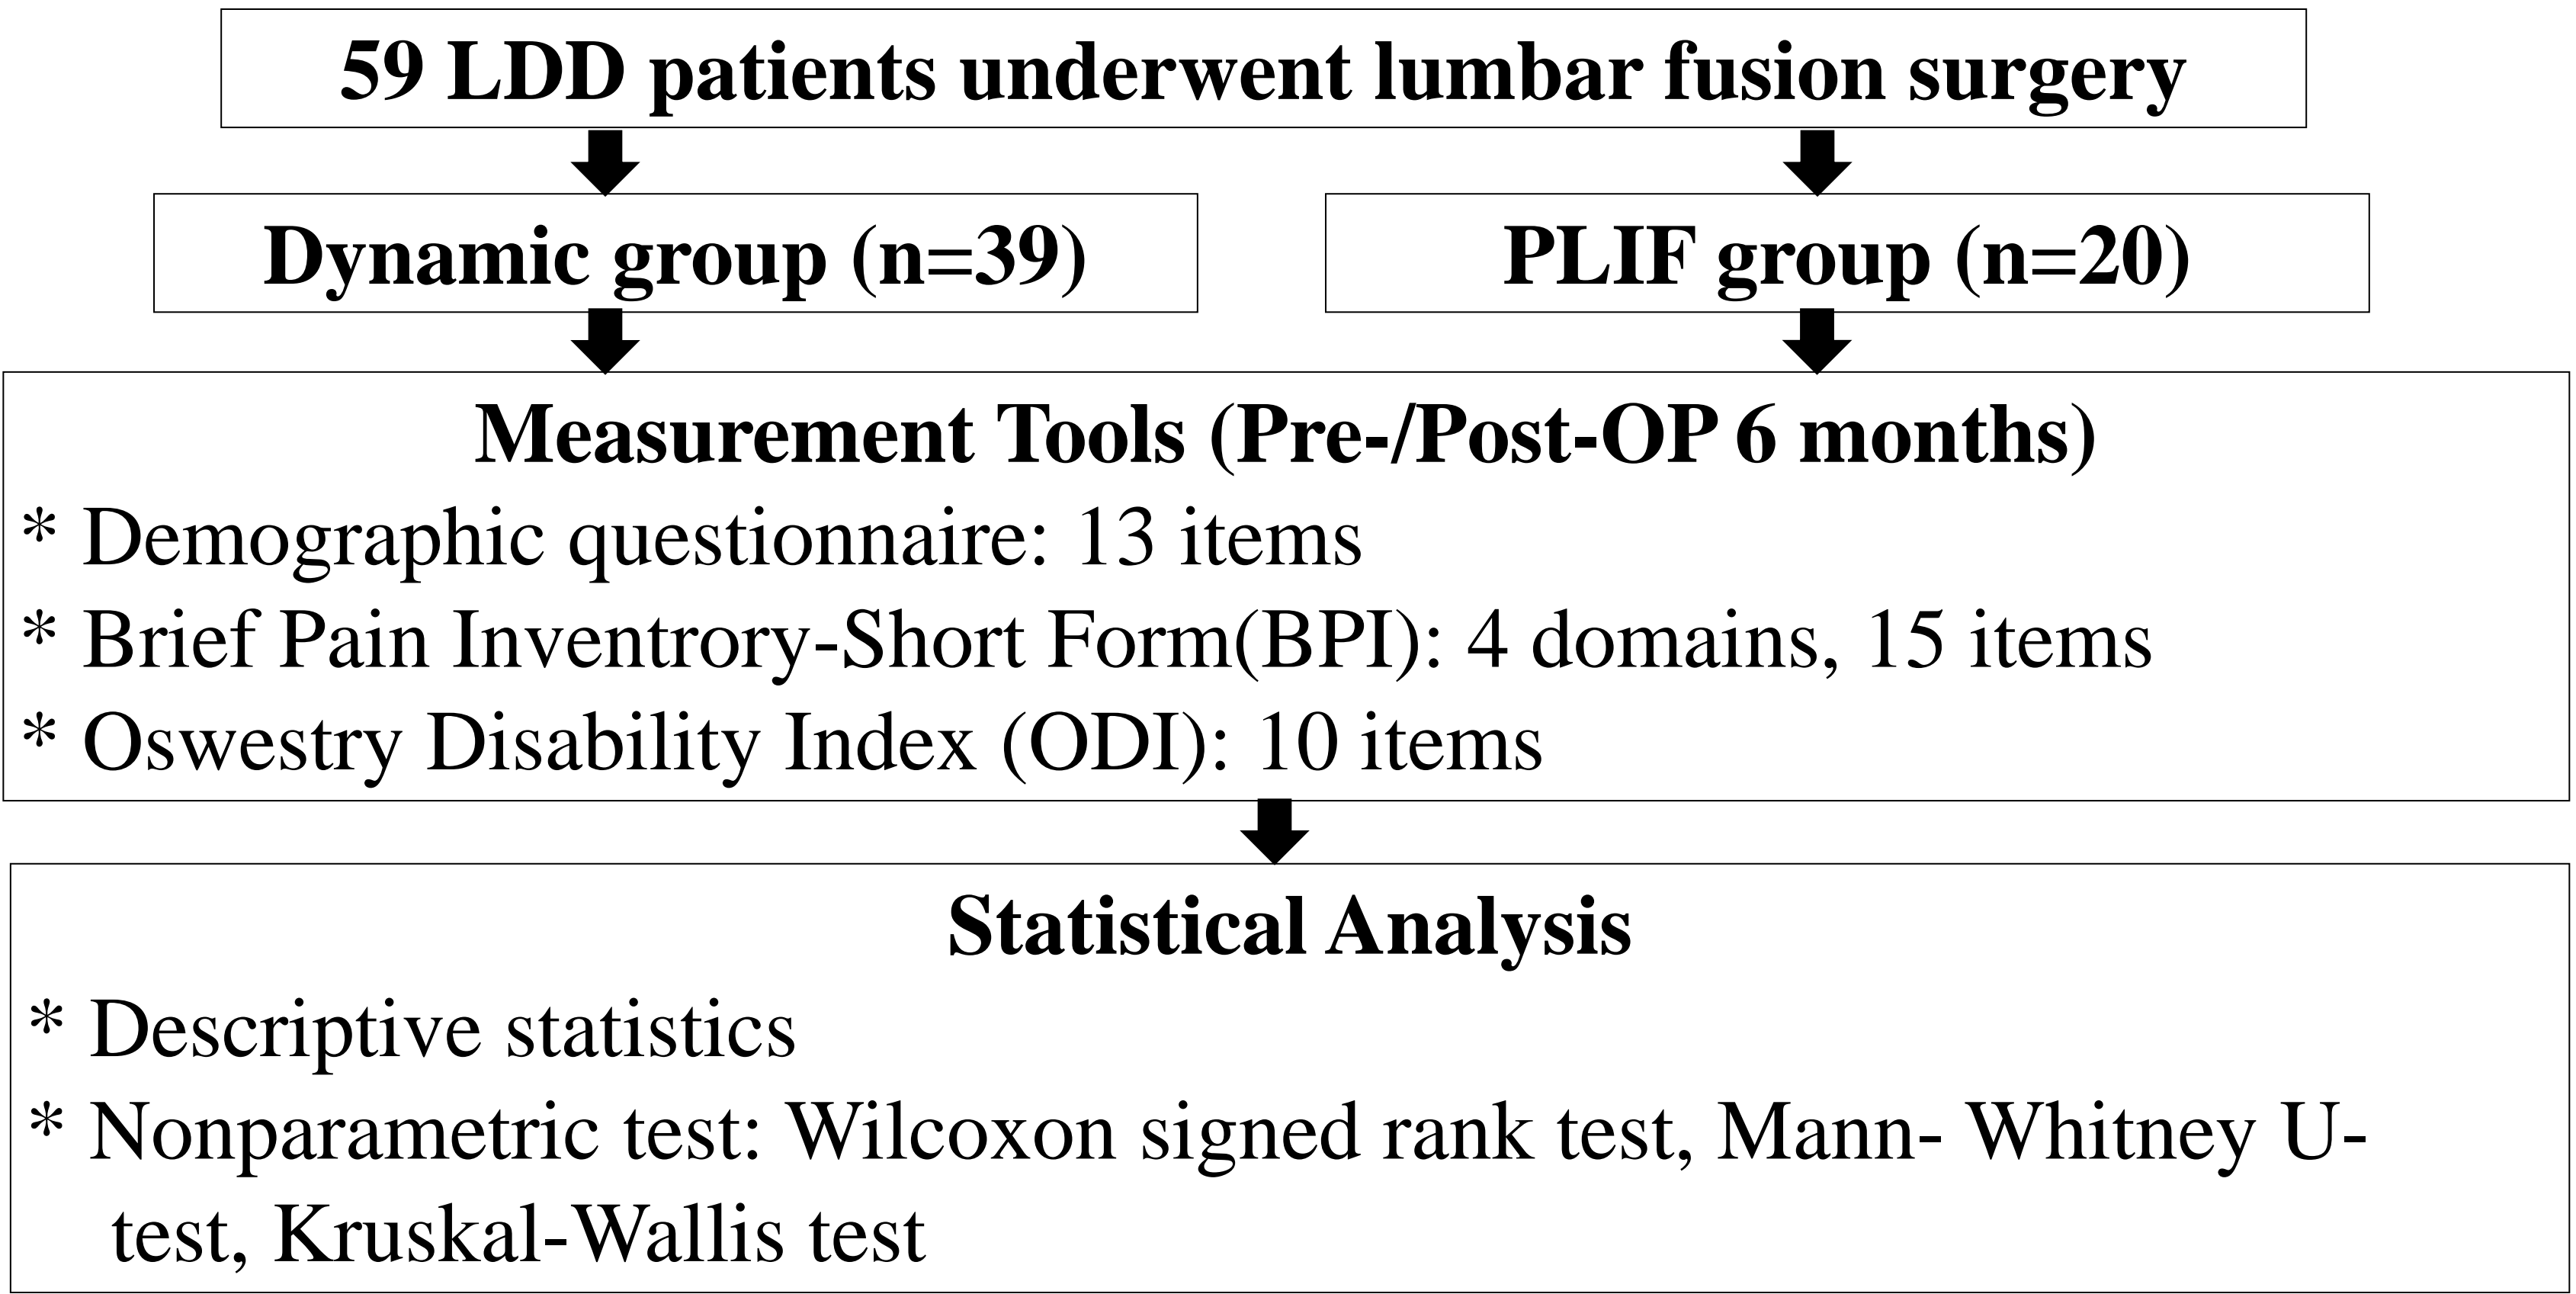 59 LDD patients underwent lumbar fusion surgery
Dynamic group (n=39)
PLIF group (n=20)
Measurement Tools (Pre-/Post-OP 6 months)
* Demographic questionnaire: 13 items
* Brief Pain Inventrory-Short Form(BPI): 4 domains, 15 items
* Oswestry Disability Index (ODI): 10 items
Statistical Analysis
* Descriptive statistics
* Nonparametric test: Wilcoxon signed rank test, Mann- Whitney U-
test, Kruskal-Wallis test